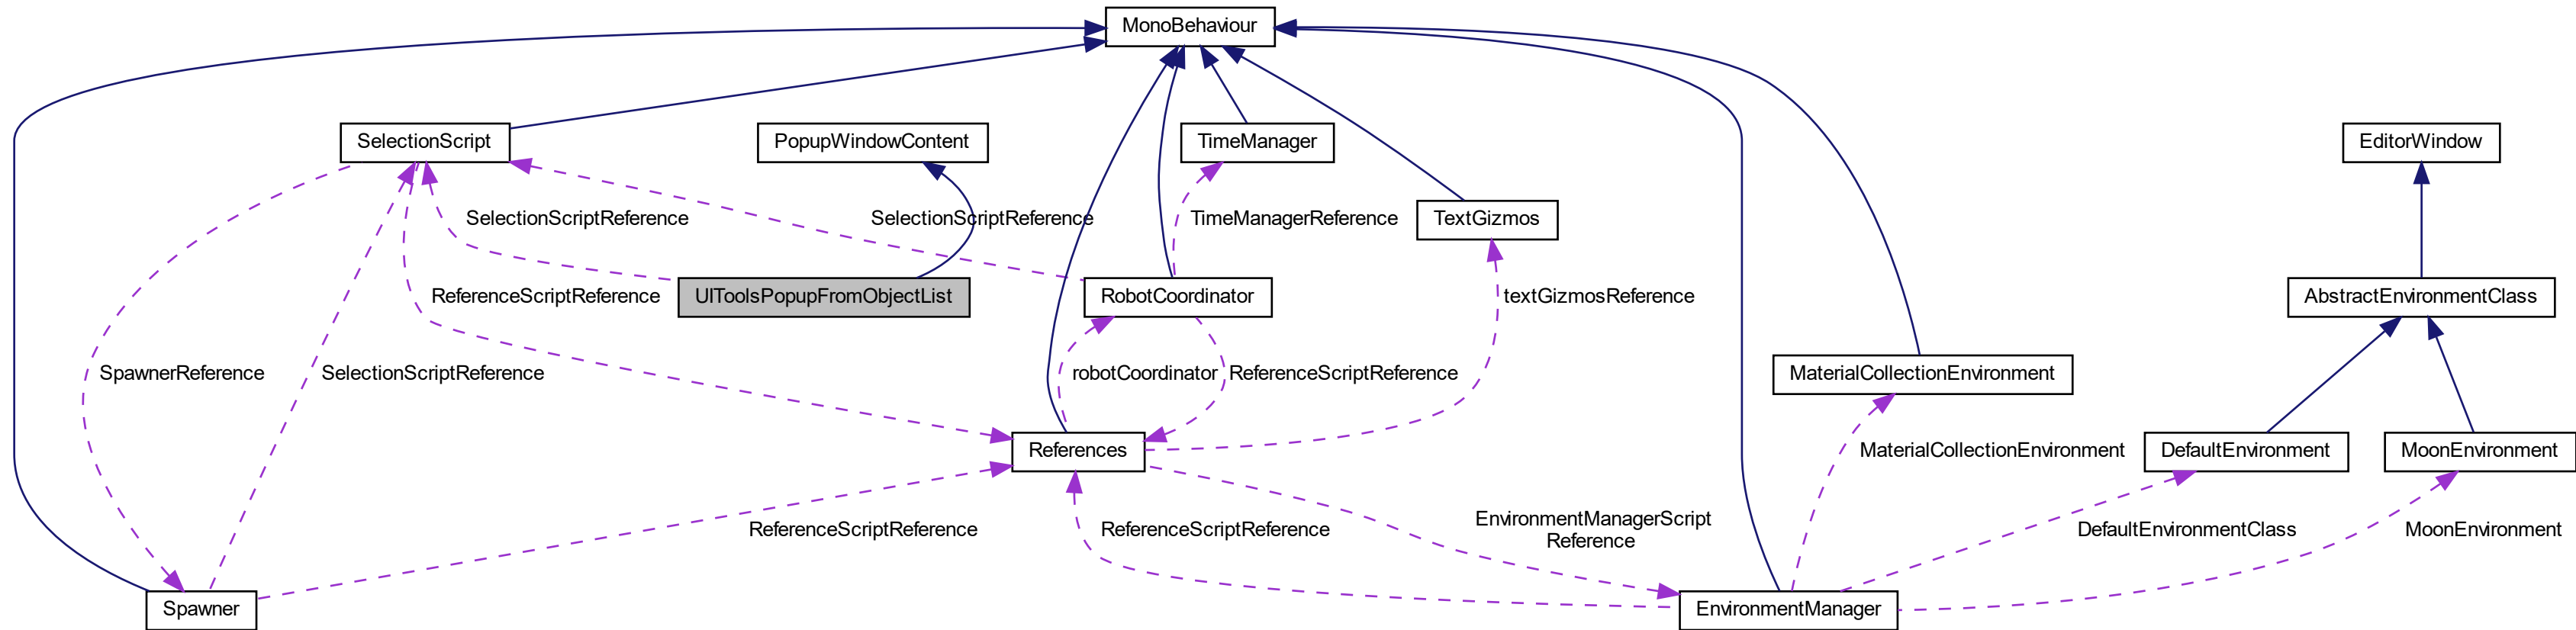 MonoBehaviour
SelectionScript
PopupWindowContent
TimeManager
EditorWindow
SelectionScriptReference
SelectionScriptReference
TimeManagerReference
TextGizmos
ReferenceScriptReference
UIToolsPopupFromObjectList
RobotCoordinator
textGizmosReference
AbstractEnvironmentClass
SpawnerReference
SelectionScriptReference
robotCoordinator
ReferenceScriptReference
MaterialCollectionEnvironment
References
MaterialCollectionEnvironment
DefaultEnvironment
MoonEnvironment
ReferenceScriptReference
ReferenceScriptReference
EnvironmentManagerScript
Reference
DefaultEnvironmentClass
MoonEnvironment
Spawner
EnvironmentManager